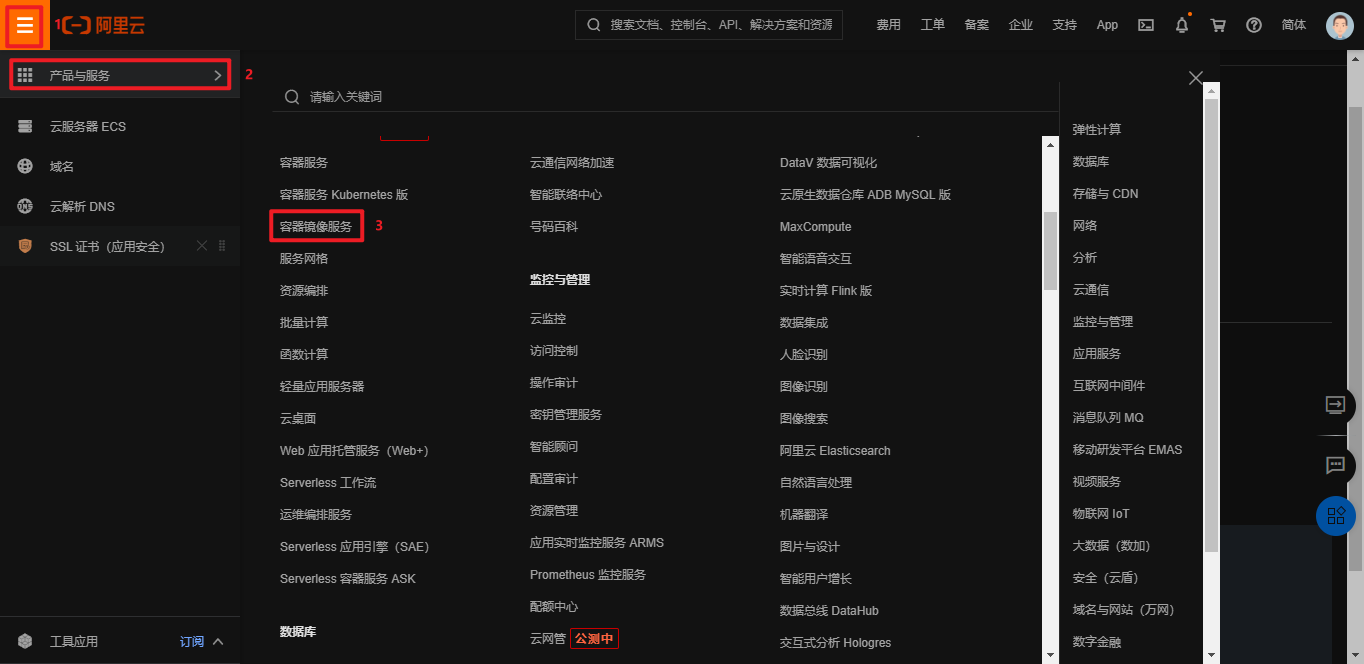 1
阿里云
搜索文档、控制台、API、解决方案和资源
费用
工单
备案
企业
支持
App
简体
产品与服务
2
云服务器 ECS
域名
云解析 DNS
SSL 证书（应用安全）
工具应用
订阅
请输入关键词
容器服务
容器服务 Kubernetes 版
容器镜像服务
3
服务网格
资源编排
批量计算
函数计算
轻量应用服务器
云桌面
Web 应用托管服务（Web+）
Serverless 工作流
运维编排服务
Serverless 应用引擎（SAE）
Serverless 容器服务 ASK
数据库
云通信网络加速
智能联络中心
号码百科
监控与管理
云监控
访问控制
操作审计
密钥管理服务
智能顾问
配置审计
资源管理
应用实时监控服务 ARMS
Prometheus 监控服务
配额中心
云网管 公测中
DataV 数据可视化
云原生数据仓库 ADB MySQL 版
MaxCompute
智能语音交互
实时计算 Flink 版
数据集成
人脸识别
图像识别
图像搜索
阿里云 Elasticsearch
自然语言处理
机器翻译
图片与设计
智能用户增长
数据总线 DataHub
交互式分析 Hologres
弹性计算
数据库
存储与 CDN
网络
分析
云通信
监控与管理
应用服务
互联网中间件
消息队列 MQ
移动研发平台 EMAS
视频服务
物联网 IoT
大数据（数加）
安全（云盾）
域名与网站（万网）
数字金融